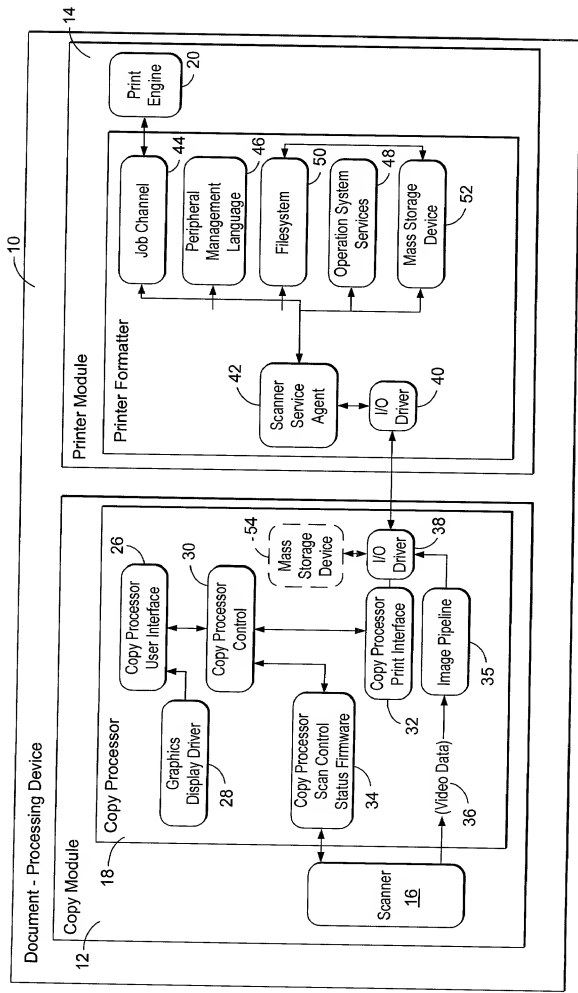 10
Document - Processing Device
12
Copy Module
18
Copy Processor
Graphics
Display Driver
28
Copy Processor
User Interface
26
Copy Processor
Control
30
Copy Processor
Scan Control
Status Firmware
34
Scanner
16
(Video Data)
36
Image Pipeline
35
Copy Processor
Print Interface
32
Mass
Storage
Device
54
I/O
Driver
38
14
Printer Module
Printer Formatter
42
Scanner
Service
Agent
I/O
Driver
40
Job Channel
44
Peripheral
Management
Language
46
Filesystem
50
Operation System
Services
48
Mass Storage
Device
52
Print
Engine
20